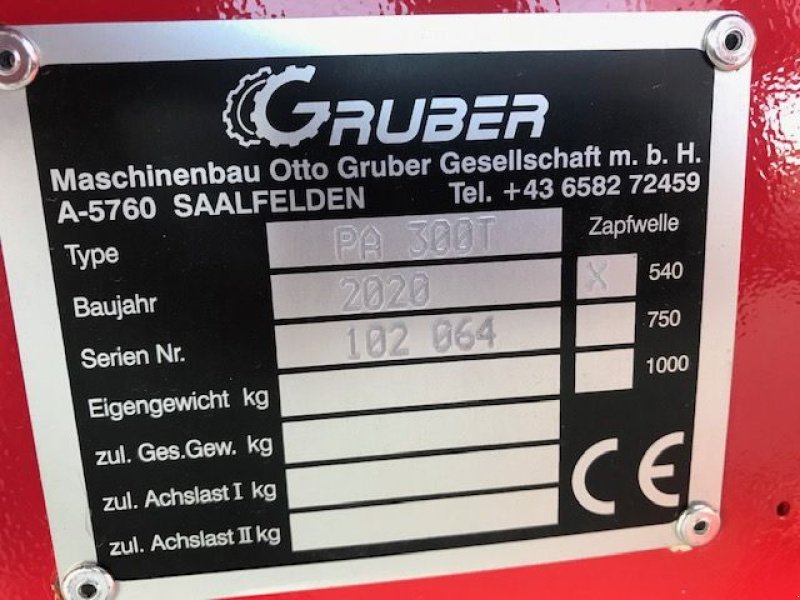 GRUBER
Maschinenbau Otto Gruber Gesellschaft m. b. H.
A-5760 SAALFELDEN Tel. +43 6582 72459
Type PA 300T Zapfwelle
Baujahr 2020 X 540
Serien Nr. 102 064 750
Eigengewicht kg 1000
zul. Ges.Gew. kg
zul. Achslast I kg
zul. Achslast II kg
CE